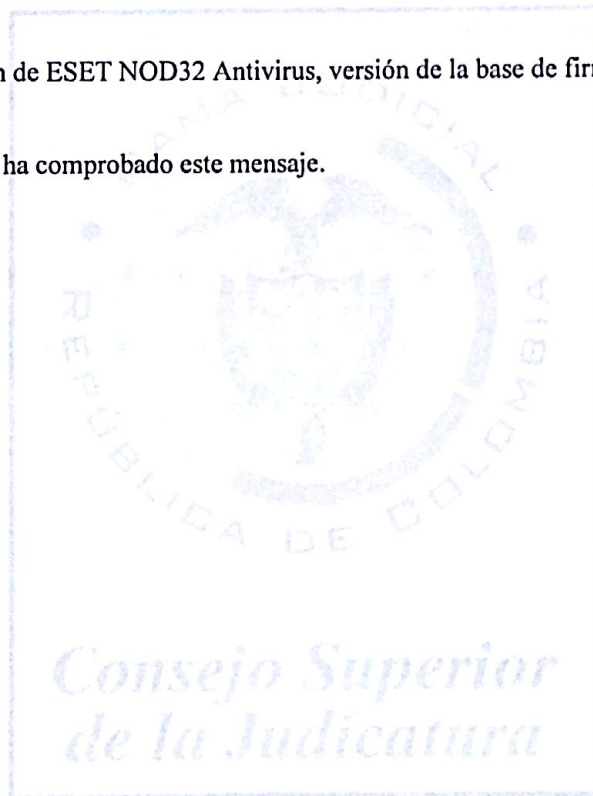 n de ESET NOD32 Antivirus, versión de la base de fir
ha comprobado este mensaje.
RAMA JUDICIAL
REPÚBLICA DE COLOMBIA
Consejo Superior
de la Judicatura